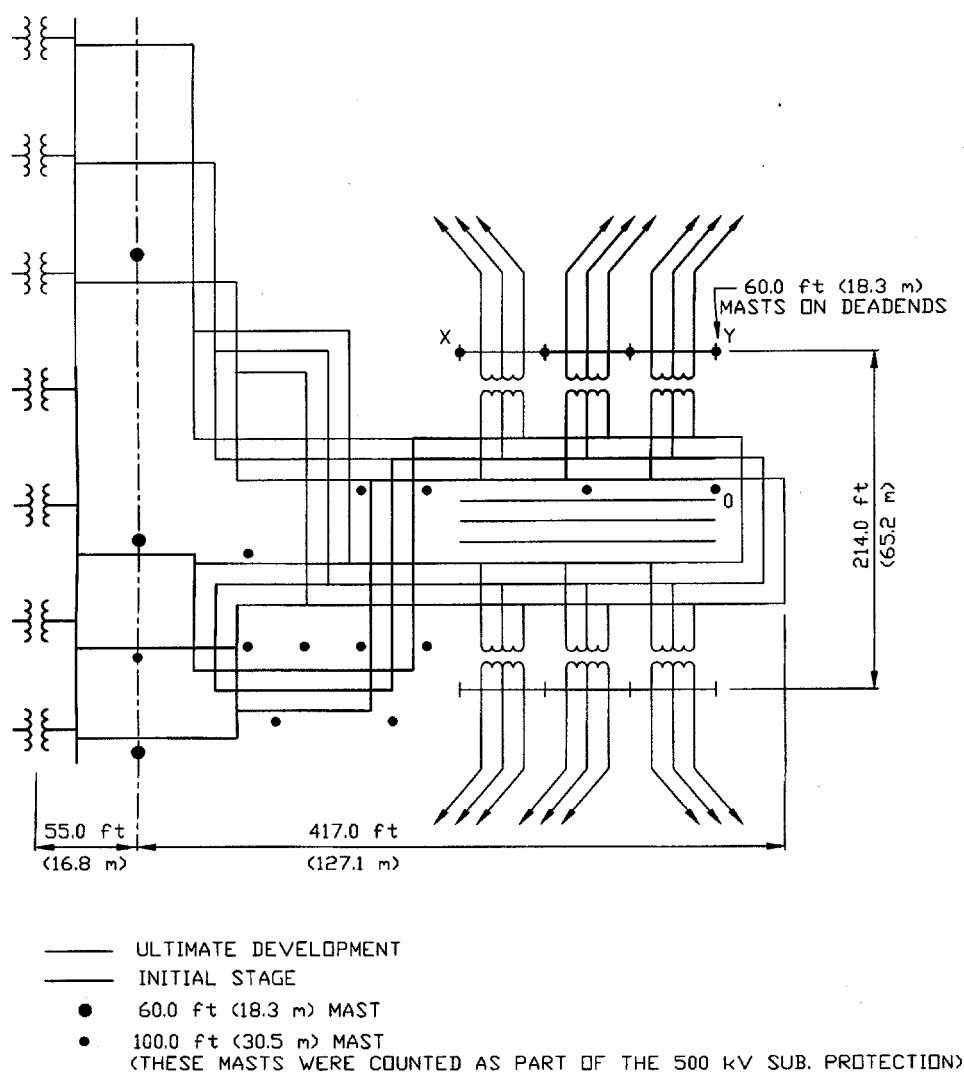 60.0 ft (18.3 m)
MASTS ON DEADENDS
X
Y
O
214.0 ft
(65.2 m)
55.0 ft
(16.8 m)
417.0 ft
(127.1 m)
ULTIMATE DEVELOPMENT
INITIAL STAGE
60.0 ft (18.3 m) MAST
100.0 ft (30.5 m) MAST
(THESE MASTS WERE COUNTED AS PART OF THE 500 kV SUB. PROTECTION)